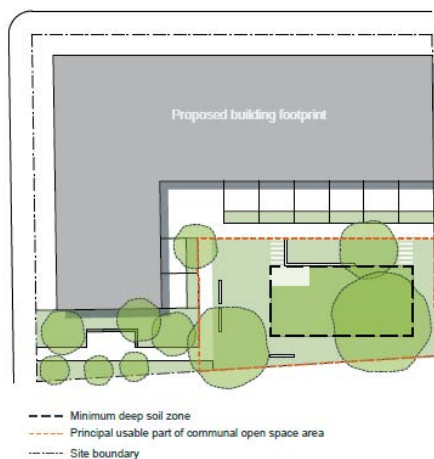 Proposed building footprint
Minimum deep soil zone
Principal usable part of communal open space area
Site boundary